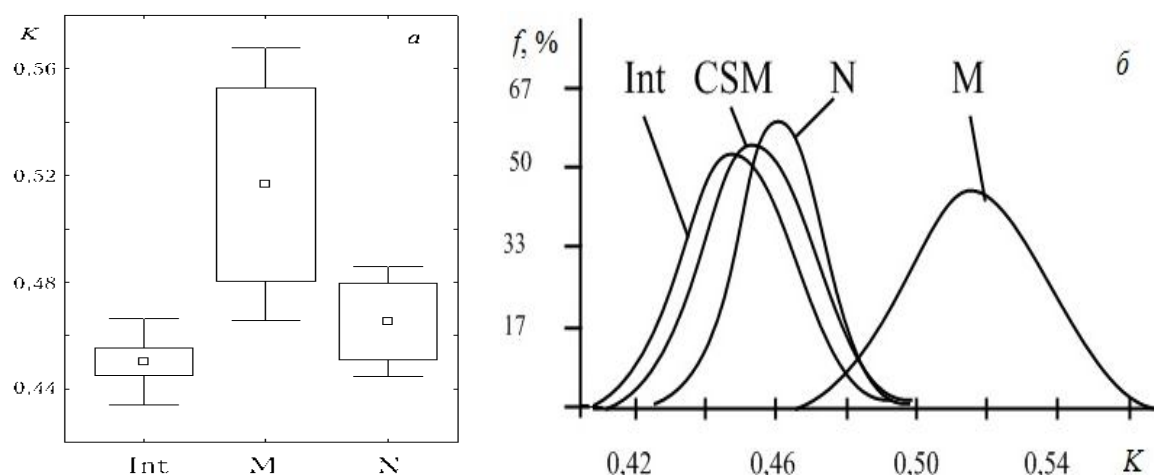 K
a
0,56
0,52
0,48
0,44
Int M N
f, %
б
Int CSM N M
67
50
33
17
0,42 0,46 0,50 0,54 K